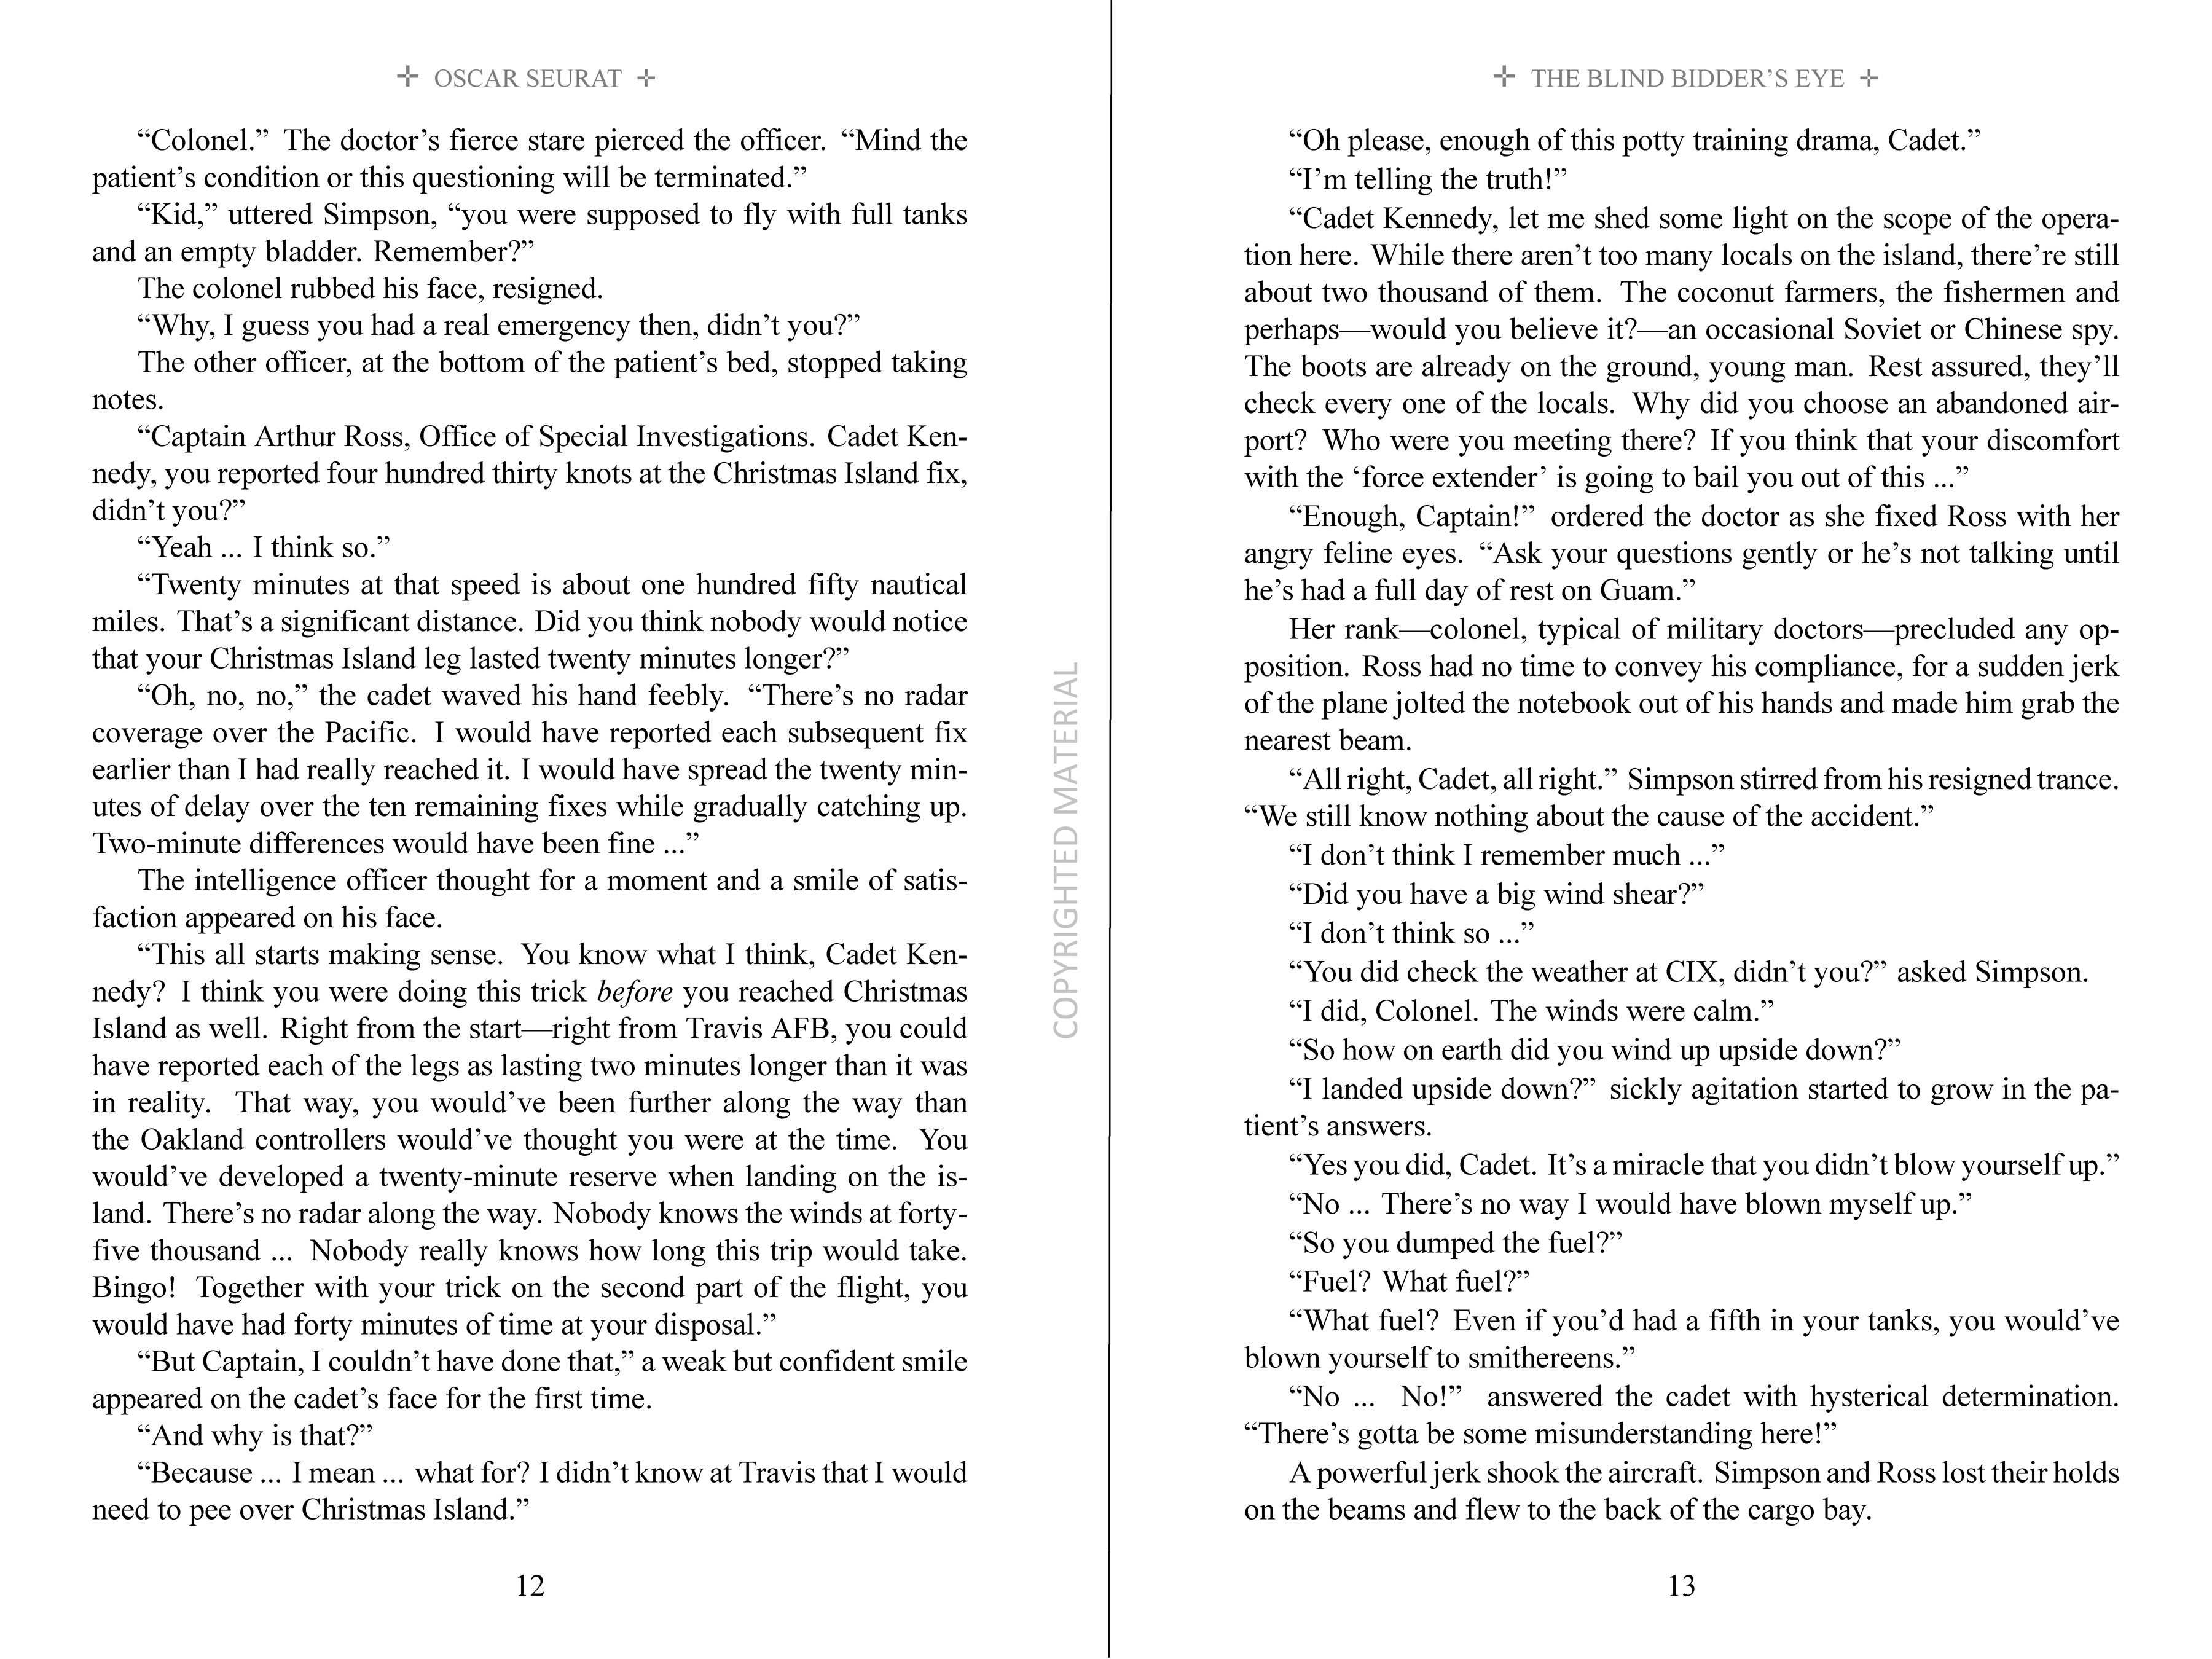 ✛ OSCAR SEURAT ✛
“Colonel.” The doctor’s fierce stare pierced the officer. “Mind the
patient’s condition or this questioning will be terminated.”
“Kid,” uttered Simpson, “you were supposed to fly with full tanks
and an empty bladder. Remember?”
The colonel rubbed his face, resigned.
“Why, I guess you had a real emergency then, didn’t you?”
The other officer, at the bottom of the patient’s bed, stopped taking
notes.
“Captain Arthur Ross, Office of Special Investigations. Cadet Ken-
nedy, you reported four hundred thirty knots at the Christmas Island fix,
didn’t you?”
“Yeah ... I think so.”
“Twenty minutes at that speed is about one hundred fifty nautical
miles. That’s a significant distance. Did you think nobody would notice
that your Christmas Island leg lasted twenty minutes longer?”
“Oh, no, no,” the cadet waved his hand feebly. “There’s no radar
coverage over the Pacific. I would have reported each subsequent fix
earlier than I had really reached it. I would have spread the twenty min-
utes of delay over the ten remaining fixes while gradually catching up.
Two-minute differences would have been fine ...”
The intelligence officer thought for a moment and a smile of satis-
faction appeared on his face.
“This all starts making sense. You know what I think, Cadet Ken-
nedy? I think you were doing this trick before you reached Christmas
Island as well. Right from the start—right from Travis AFB, you could
have reported each of the legs as lasting two minutes longer than it was
in reality. That way, you would’ve been further along the way than
the Oakland controllers would’ve thought you were at the time. You
would’ve developed a twenty-minute reserve when landing on the is-
land. There’s no radar along the way. Nobody knows the winds at forty-
five thousand ... Nobody really knows how long this trip would take.
Bingo! Together with your trick on the second part of the flight, you
would have had forty minutes of time at your disposal.”
“But Captain, I couldn’t have done that,” a weak but confident smile
appeared on the cadet’s face for the first time.
“And why is that?”
“Because ... I mean ... what for? I didn’t know at Travis that I would
need to pee over Christmas Island.”
12
COPYRIGHTED MATERIAL
✛ THE BLIND BIDDER’S EYE ✛
“Oh please, enough of this potty training drama, Cadet.”
“I’m telling the truth!”
“Cadet Kennedy, let me shed some light on the scope of the opera-
tion here. While there aren’t too many locals on the island, there’re still
about two thousand of them. The coconut farmers, the fishermen and
perhaps—would you believe it?—an occasional Soviet or Chinese spy.
The boots are already on the ground, young man. Rest assured, they’ll
check every one of the locals. Why did you choose an abandoned air-
port? Who were you meeting there? If you think that your discomfort
with the ‘force extender’ is going to bail you out of this ...”
“Enough, Captain!” ordered the doctor as she fixed Ross with her
angry feline eyes. “Ask your questions gently or he’s not talking until
he’s had a full day of rest on Guam.”
Her rank—colonel, typical of military doctors—precluded any op-
position. Ross had no time to convey his compliance, for a sudden jerk
of the plane jolted the notebook out of his hands and made him grab the
nearest beam.
“All right, Cadet, all right.” Simpson stirred from his resigned trance.
“We still know nothing about the cause of the accident.”
“I don’t think I remember much ...”
“Did you have a big wind shear?”
“I don’t think so ...”
“You did check the weather at CIX, didn’t you?” asked Simpson.
“I did, Colonel. The winds were calm.”
“So how on earth did you wind up upside down?”
“I landed upside down?” sickly agitation started to grow in the pa-
tient’s answers.
“Yes you did, Cadet. It’s a miracle that you didn’t blow yourself up.”
“No ... There’s no way I would have blown myself up.”
“So you dumped the fuel?”
“Fuel? What fuel?”
“What fuel? Even if you’d had a fifth in your tanks, you would’ve
blown yourself to smithereens.”
“No ... No!” answered the cadet with hysterical determination.
“There’s gotta be some misunderstanding here!”
A powerful jerk shook the aircraft. Simpson and Ross lost their holds
on the beams and flew to the back of the cargo bay.
13